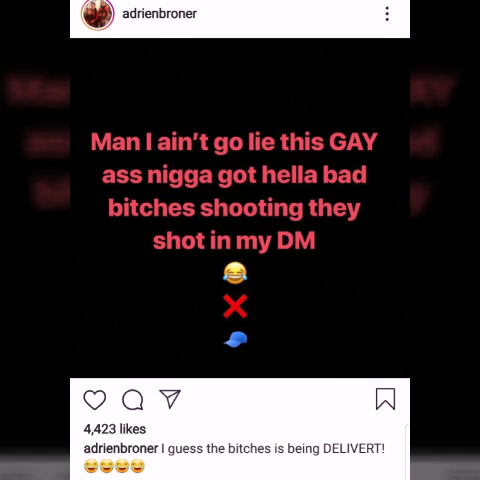 adrienbroner
Man I ain't go lie this GAY
ass nigga got hella bad
bitches shooting they
shot in my DM
😂
❌
🧢
4,423 likes
adrienbroner I guess the bitches is being DELIVERT!
😂😂😂😂